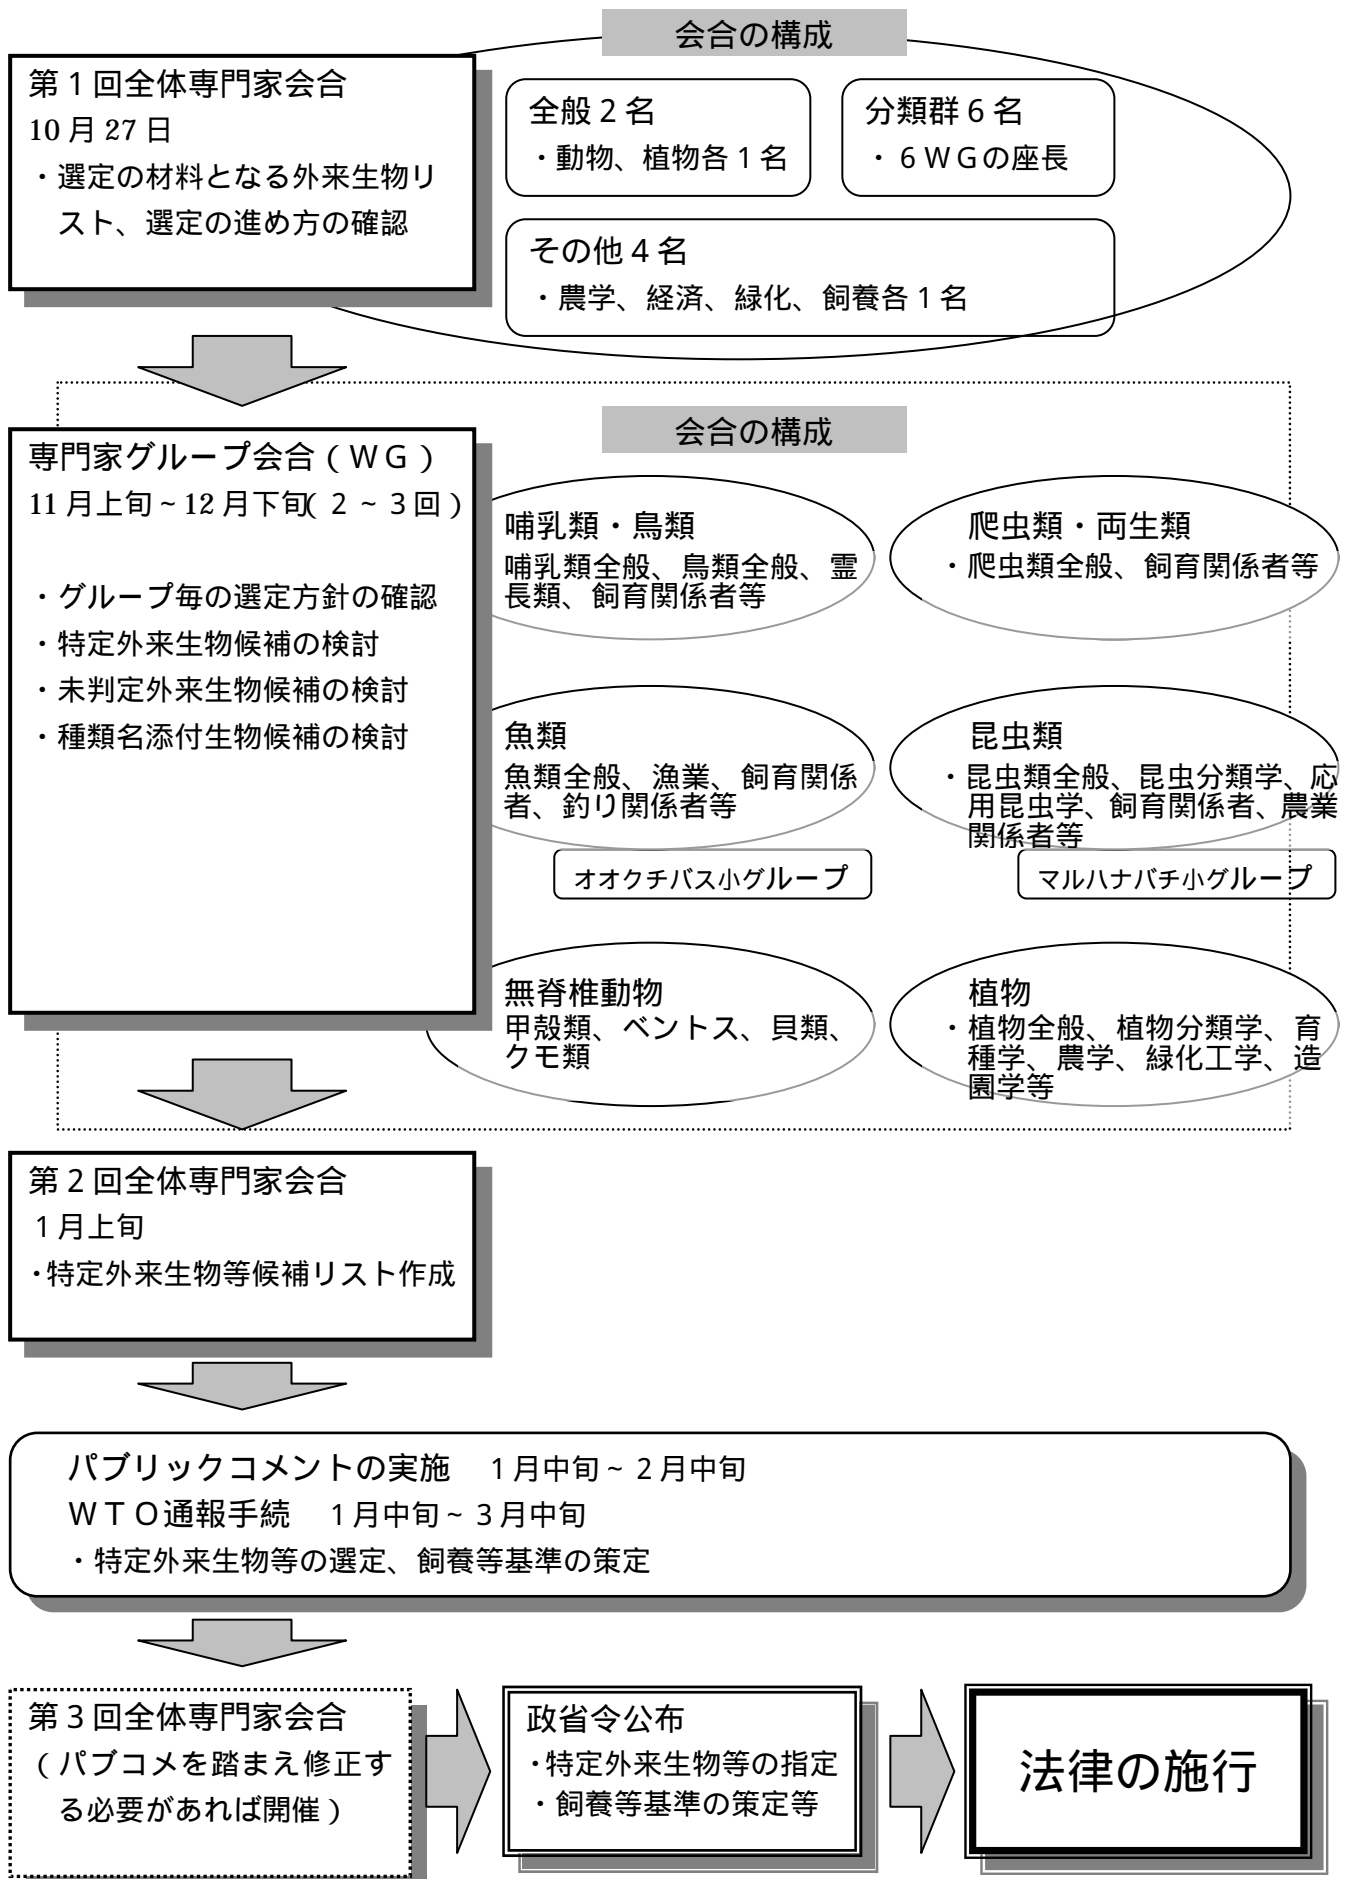 会合の構成
第１回全体専門家会合
10月27日
・選定の材料となる外来生物リ
スト、選定の進め方の確認
全般２名
・動物、植物各１名
分類群６名
・６ＷＧの座長
その他４名
・農学、経済、緑化、飼養各１名
会合の構成
専門家グループ会合（ＷＧ）
11月上旬～12月下旬（２～３回）
・グループ毎の選定方針の確認
・特定外来生物候補の検討
・未判定外来生物候補の検討
・種類名添付生物候補の検討
哺乳類・鳥類
哺乳類全般、鳥類全般、霊
長類、飼育関係者等
爬虫類・両生類
・爬虫類全般、飼育関係者等
魚類
魚類全般、漁業、飼育関係
者、釣り関係者等
オオクチバス小グループ
昆虫類
・昆虫類全般、昆虫分類学、応
用昆虫学、飼育関係者、農業
関係者等
マルハナバチ小グループ
無脊椎動物
甲殻類、ベントス、貝類、
クモ類
植物
・植物全般、植物分類学、育
種学、農学、緑化工学、造
園学等
第２回全体専門家会合
１月上旬
・特定外来生物等候補リスト作成
パブリックコメントの実施　１月中旬～２月中旬
ＷＴＯ通報手続　１月中旬～３月中旬
・特定外来生物等の選定、飼養等基準の策定
第３回全体専門家会合
（パブコメを踏まえ修正す
る必要があれば開催）
政省令公布
・特定外来生物等の指定
・飼養等基準の策定等
法律の施行